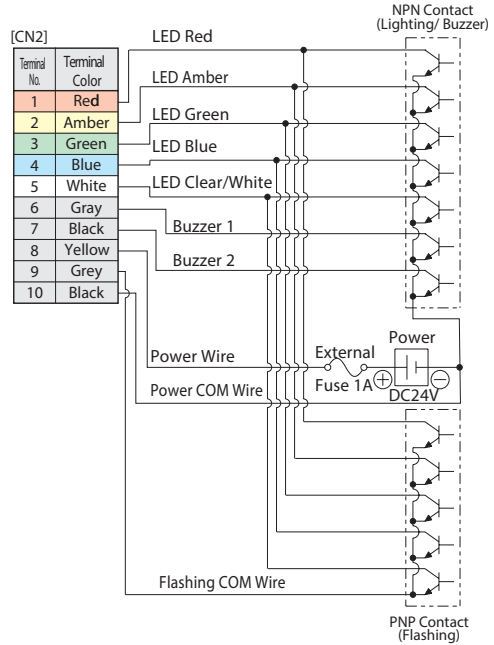 NPN Contact
(Lighting/ Buzzer)
[CN2]
Terminal No. Terminal Color
1 Red
2 Amber
3 Green
4 Blue
5 White
6 Gray
7 Black
8 Yellow
9 Grey
10 Black
LED Red
LED Amber
LED Green
LED Blue
LED Clear/White
Buzzer 1
Buzzer 2
Power Wire
External
Fuse 1A
Power
+ −
DC24V
Power COM Wire
Flashing COM Wire
PNP Contact
(Flashing)